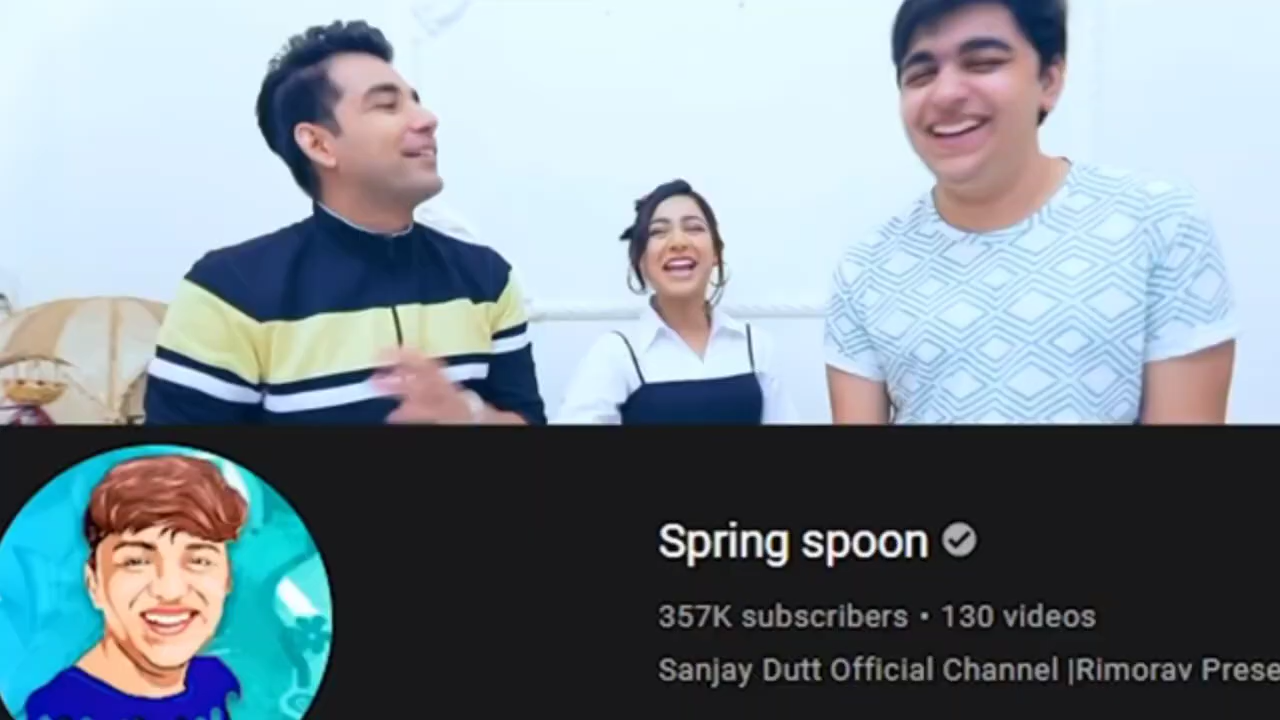 Spring spoon
357K subscribers • 130 videos
Sanjay Dutt Official Channel |Rimorav Prese